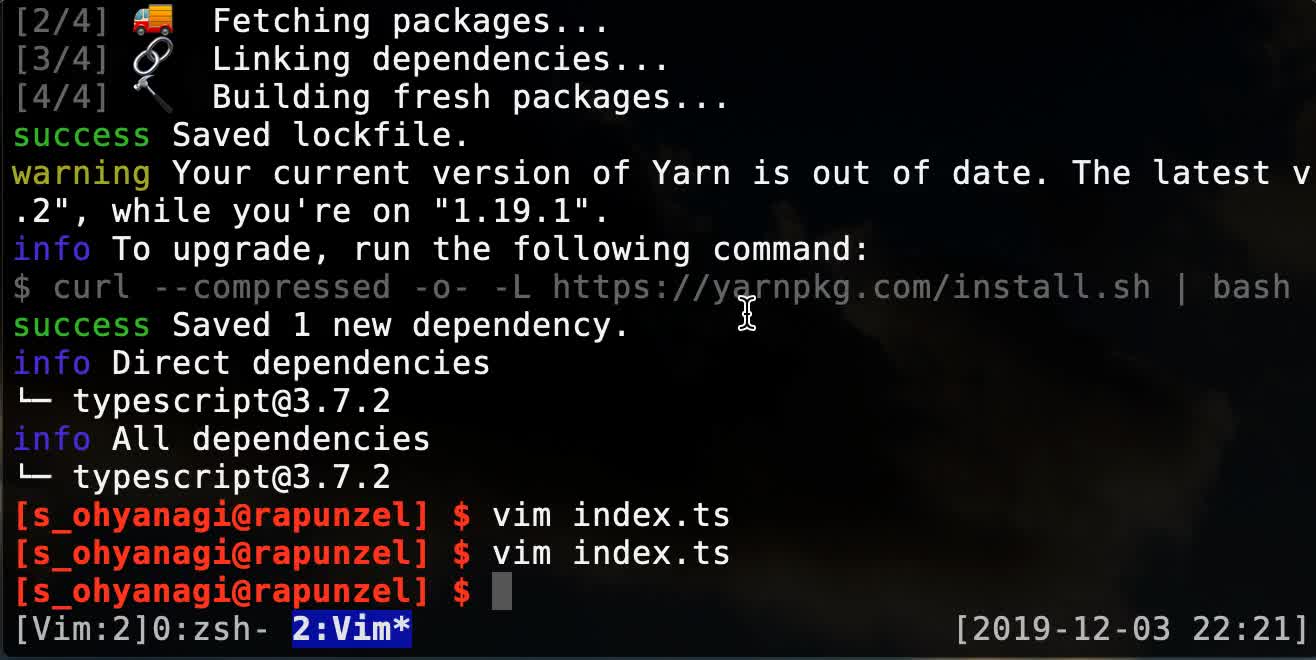 [2/4] 🚚 Fetching packages...
[3/4] 🔗 Linking dependencies...
[4/4] 🔨 Building fresh packages...
success Saved lockfile.
warning Your current version of Yarn is out of date. The latest v
.2", while you're on "1.19.1".
info To upgrade, run the following command:
$ curl --compressed -o- -L https://yarnpkg.com/install.sh | bash
success Saved 1 new dependency.
info Direct dependencies
└─ typescript@3.7.2
info All dependencies
└─ typescript@3.7.2
[s_ohyanagi@rapunzel] $ vim index.ts
[s_ohyanagi@rapunzel] $ vim index.ts
[s_ohyanagi@rapunzel] $
[Vim:2]0:zsh- 2:Vim* [2019-12-03 22:21]